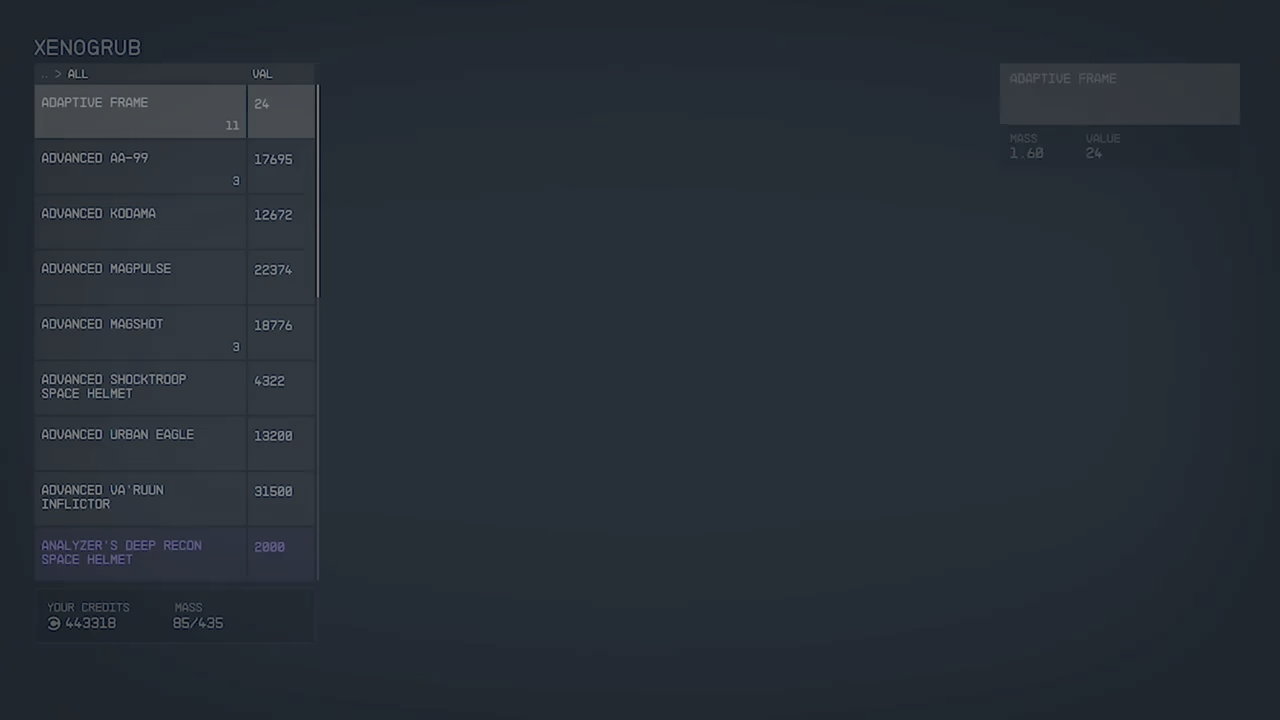 XENOGRUB
.. > ALL VAL
ADAPTIVE FRAME 24
11
ADVANCED AA-99 17695
3
ADVANCED KODAMA 12672
ADVANCED MAGPULSE 22374
ADVANCED MAGSHOT 18776
3
ADVANCED SHOCKTROOP 4322
SPACE HELMET
ADVANCED URBAN EAGLE 13200
ADVANCED VA'RUUN 31500
INFLICTOR
ANALYZER'S DEEP RECON 2000
SPACE HELMET
YOUR CREDITS MASS
443318 85/435
ADAPTIVE FRAME
MASS VALUE
1.60 24